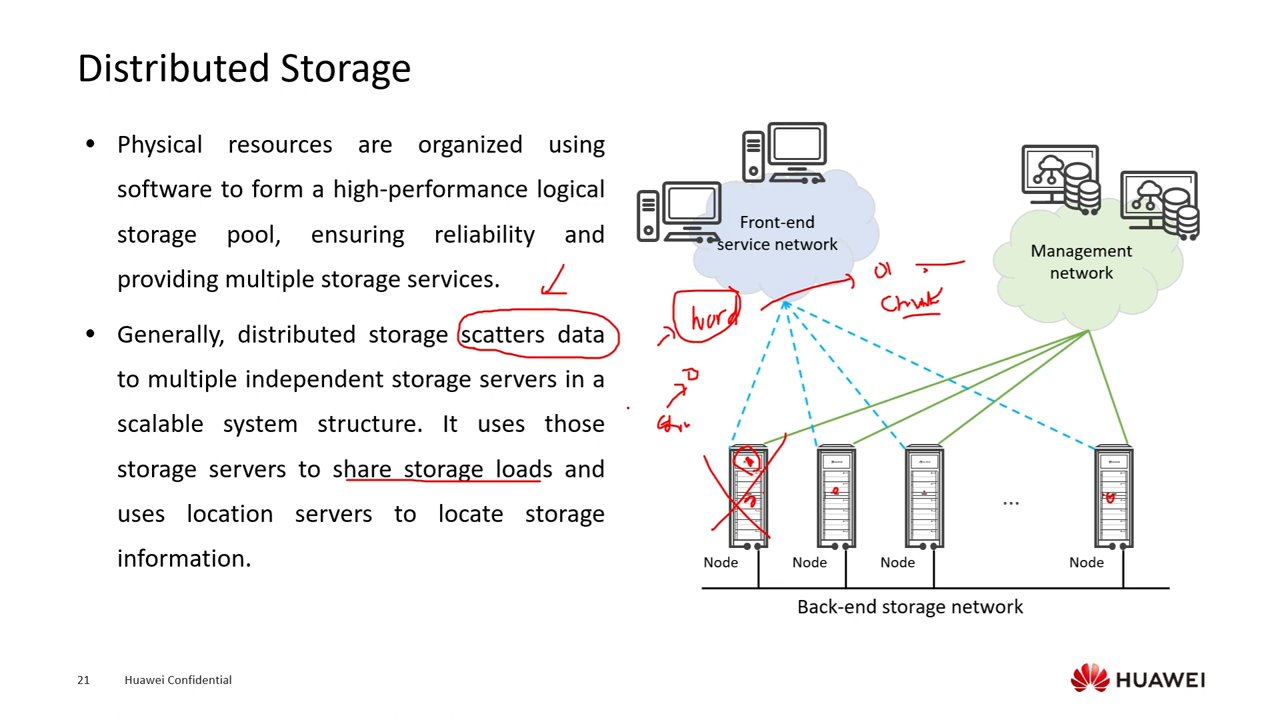 Distributed Storage
• Physical resources are organized using
software to form a high-performance logical
storage pool, ensuring reliability and
providing multiple storage services.
• Generally, distributed storage scatters data
to multiple independent storage servers in a
scalable system structure. It uses those
storage servers to share storage loads and
uses location servers to locate storage
information.
Front-end
service network
Management
network
word
01
...
Node
Node
Node
Node
Back-end storage network
21
Huawei Confidential
HUAWEI